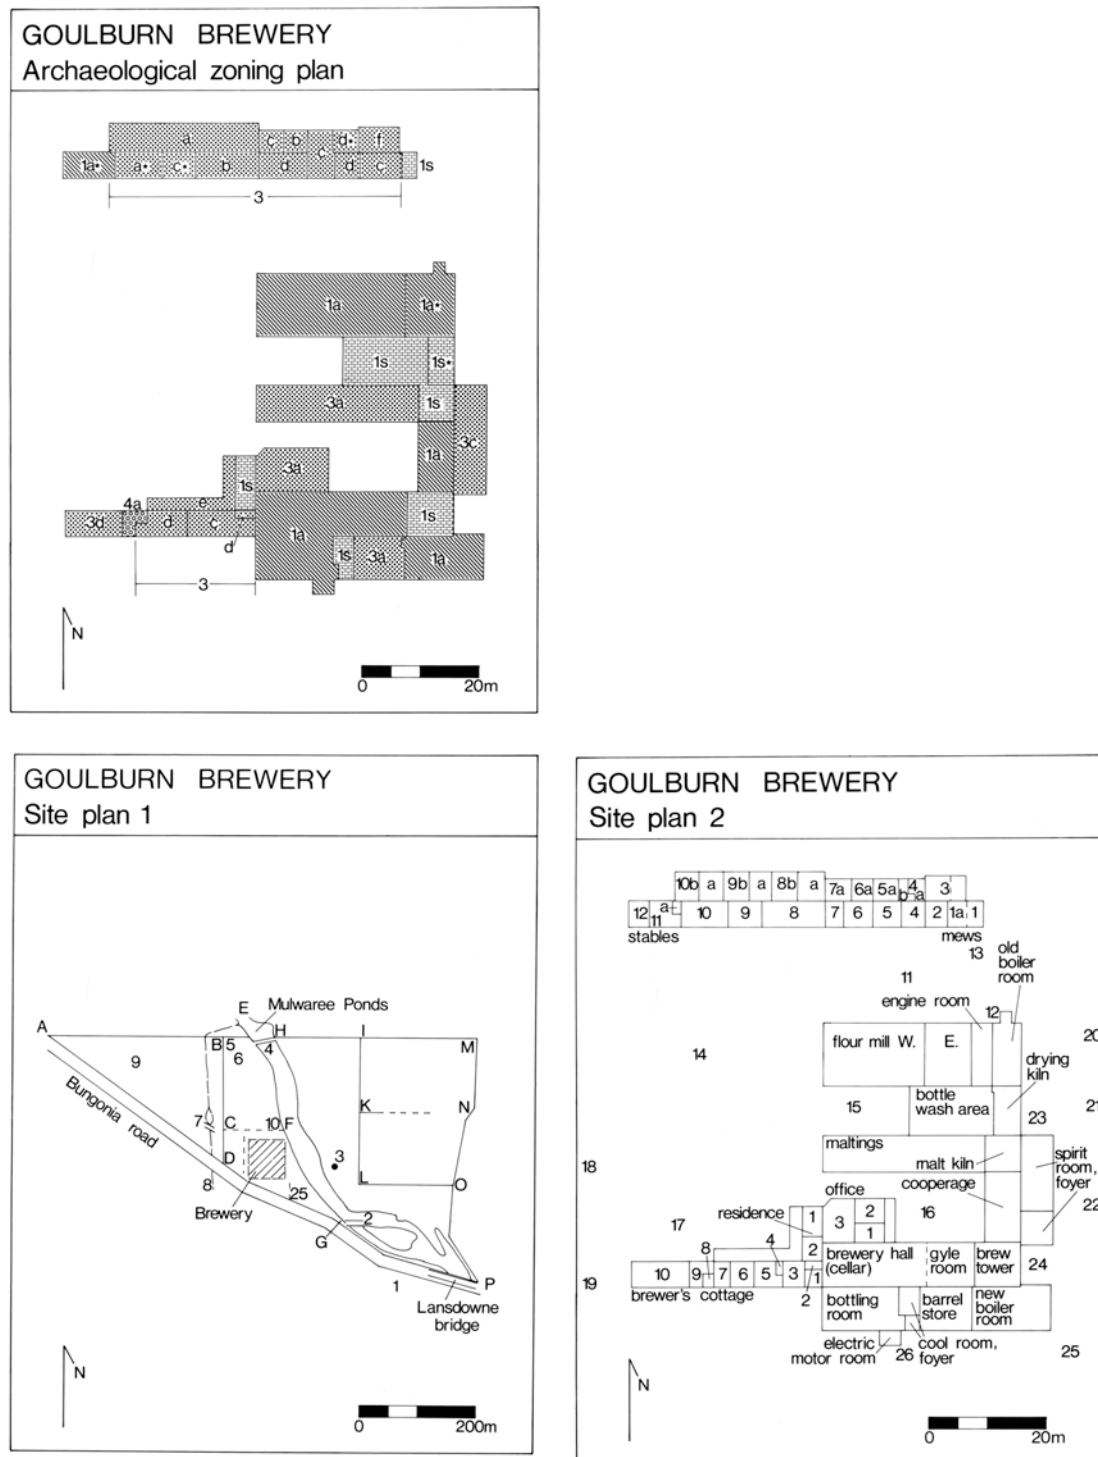 GOULBURN BREWERY
Archaeological zoning plan
a
c
b
c
d*
f
1a*
a*
c*
b
d
d
c
1s
3
1a
1a*
1s
1s*
3a
1s
1a
3c
3a
1s
e
4a
3d
d
c
d
1a
1s
1s
3a
1a
3
N
0
20m
GOULBURN BREWERY
Site plan 1
E
Mulwaree Ponds
A
B
5
6
4
H
I
M
9
Bungonia road
7
C
10
F
K
N
D
3
8
Brewery
25
L
O
G
2
1
P
Lansdowne
bridge
N
0
200m
GOULBURN BREWERY
Site plan 2
10b
a
9b
a
8b
a
7a
6a
5a
b
4
a
3
12
11
a
10
9
8
7
6
5
4
2
1a
1
stables
mews
13
old
boiler
room
11
engine room
12
flour mill W.
E.
20
14
drying
kiln
bottle
wash area
15
23
21
maltings
malt kiln
18
spirit
room,
foyer
cooperage
office
residence
1
3
2
1
16
22
17
4
8
2
brewery hall
(cellar)
gyle
room
brew
tower
24
19
10
9
7
6
5
3
1
brewer's cottage
2
bottling
room
barrel
store
new
boiler
room
electric
motor room
26
cool room,
foyer
25
N
0
20m